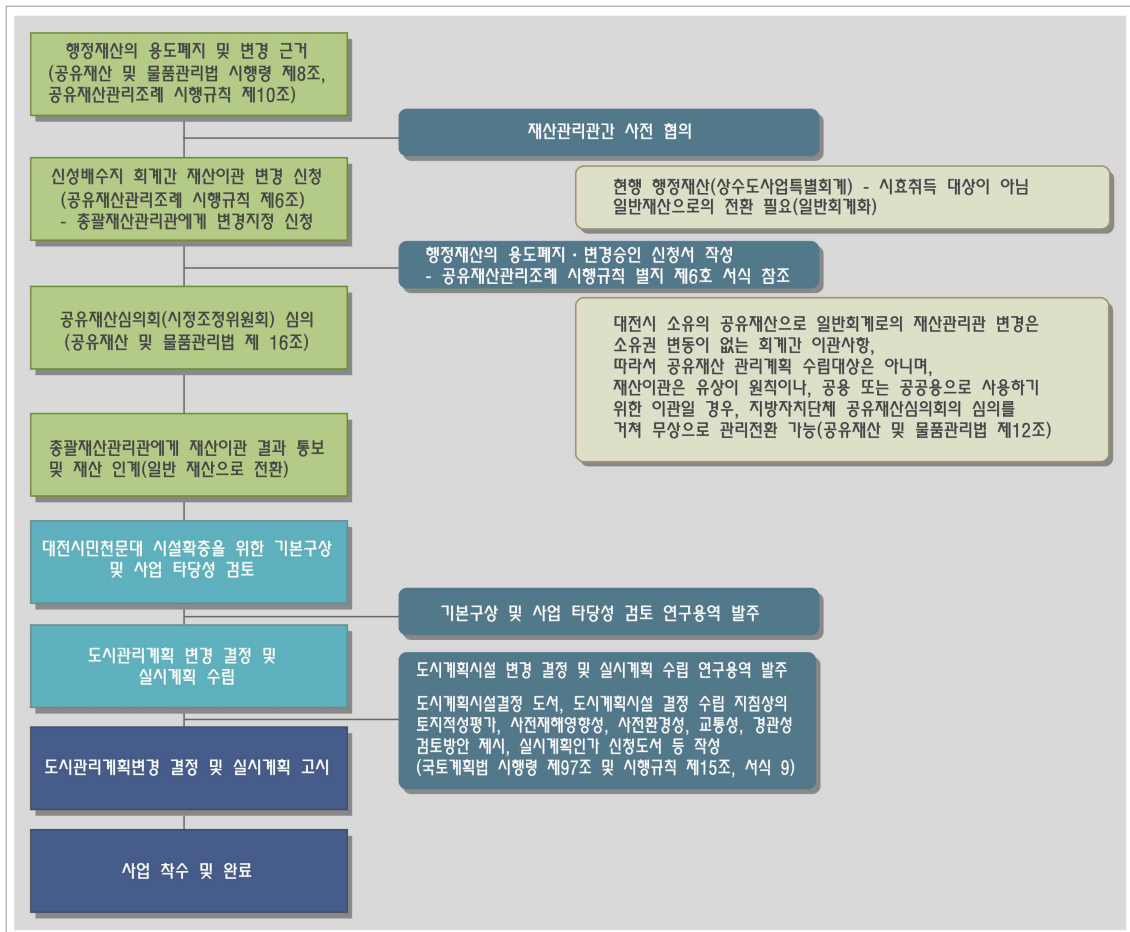 행정재산의 용도폐지 및 변경 근거
(공유재산 및 물품관리법 시행령 제8조,
공유재산관리조례 시행규칙 제10조)
재산관리관간 사전 협의
신성배수지 회계간 재산이관 변경 신청
(공유재산관리조례 시행규칙 제6조)
- 총괄재산관리관에게 변경지정 신청
현행 행정재산(상수도사업특별회계) - 시효취득 대상이 아님
일반재산으로의 전환 필요(일반회계화)
행정재산의 용도폐지·변경승인 신청서 작성
- 공유재산관리조례 시행규칙 별지 제6호 서식 참조
공유재산심의회(시정조정위원회) 심의
(공유재산 및 물품관리법 제 16조)
대전시 소유의 공유재산으로 일반회계로의 재산관리관 변경은
소유권 변동이 없는 회계간 이관사항,
따라서 공유재산 관리계획 수립대상은 아니며,
재산이관은 유상이 원칙이나, 공용 또는 공공용으로 사용하기
위한 이관일 경우, 지방자치단체 공유재산심의회의 심의를
거쳐 무상으로 관리전환 가능(공유재산 및 물품관리법 제12조)
총괄재산관리관에게 재산이관 결과 통보
및 재산 인계(일반 재산으로 전환)
대전시민천문대 시설확충을 위한 기본구상
및 사업 타당성 검토
기본구상 및 사업 타당성 검토 연구용역 발주
도시관리계획 변경 결정 및
실시계획 수립
도시계획시설 변경 결정 및 실시계획 수립 연구용역 발주
도시계획시설결정 도서, 도시계획시설 결정 수립 지침상의
토지적성평가, 사전재해영향성, 사전환경성, 교통성, 경관성
검토방안 제시, 실시계획인가 신청도서 등 작성
(국토계획법 시행령 제97조 및 시행규칙 제15조, 서식 9)
도시관리계획변경 결정 및 실시계획 고시
사업 착수 및 완료